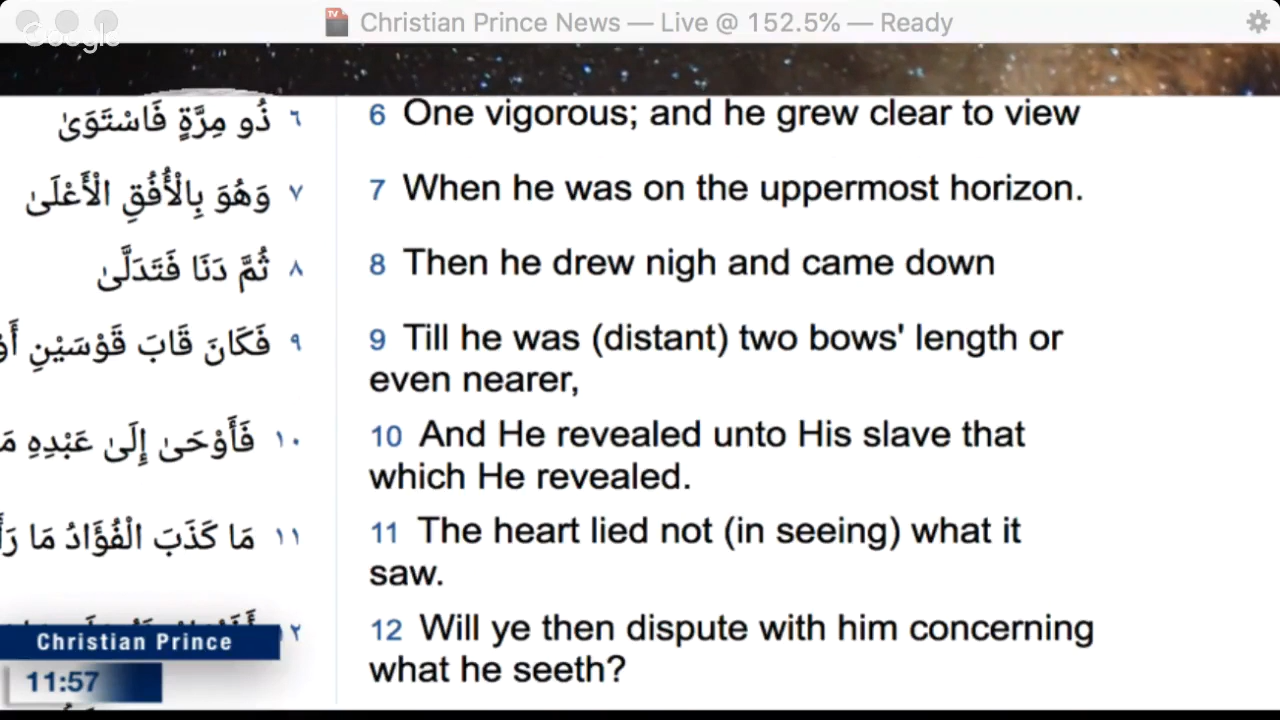 Christian Prince News — Live @ 152.5% — Ready
Google
TV
ذُو مِرَّةٍ فَاسْتَوَىٰ ٦
6 One vigorous; and he grew clear to view
وَهُوَ بِالْأُفُقِ الْأَعْلَىٰ ٧
7 When he was on the uppermost horizon.
ثُمَّ دَنَا فَتَدَلَّىٰ ٨
8 Then he drew nigh and came down
فَكَانَ قَابَ قَوْسَيْنِ ٩
9 Till he was (distant) two bows' length or
even nearer,
فَأَوْحَىٰ إِلَىٰ عَبْدِهِ ١٠
10 And He revealed unto His slave that
which He revealed.
مَا كَذَبَ الْفُؤَادُ مَا ١١
11 The heart lied not (in seeing) what it
saw.
12 Will ye then dispute with him concerning
what he seeth?
Christian Prince
11:57